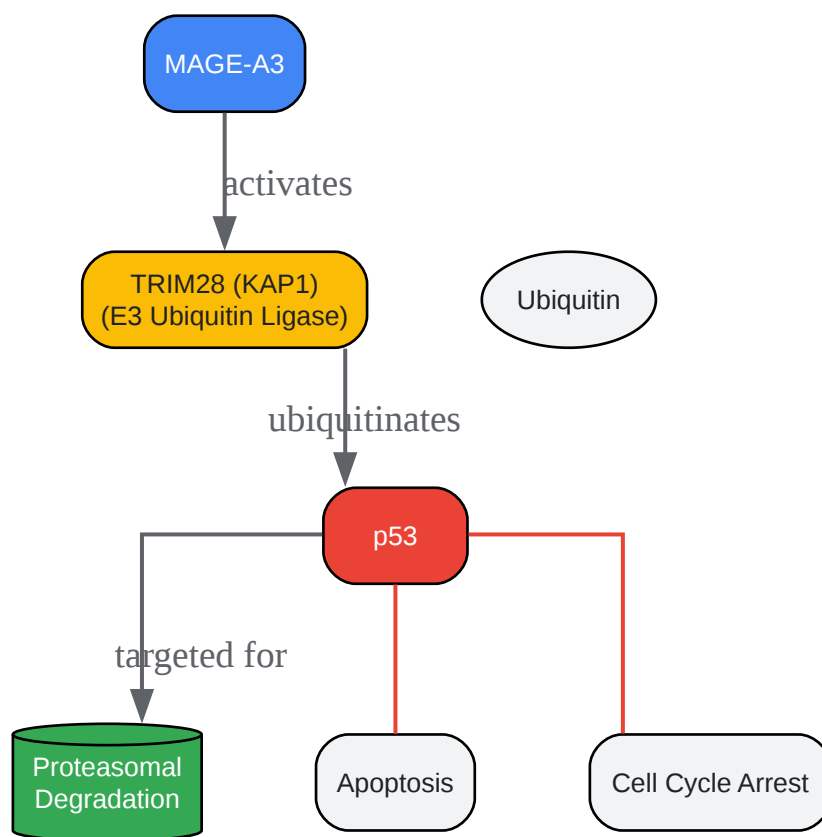 MAGE-A3
activates
TRIM28 (KAP1)
(E3 Ubiquitin Ligase)
Ubiquitin
ubiquitinates
p53
targeted for
Proteasomal
Degradation
Apoptosis
Cell Cycle Arrest